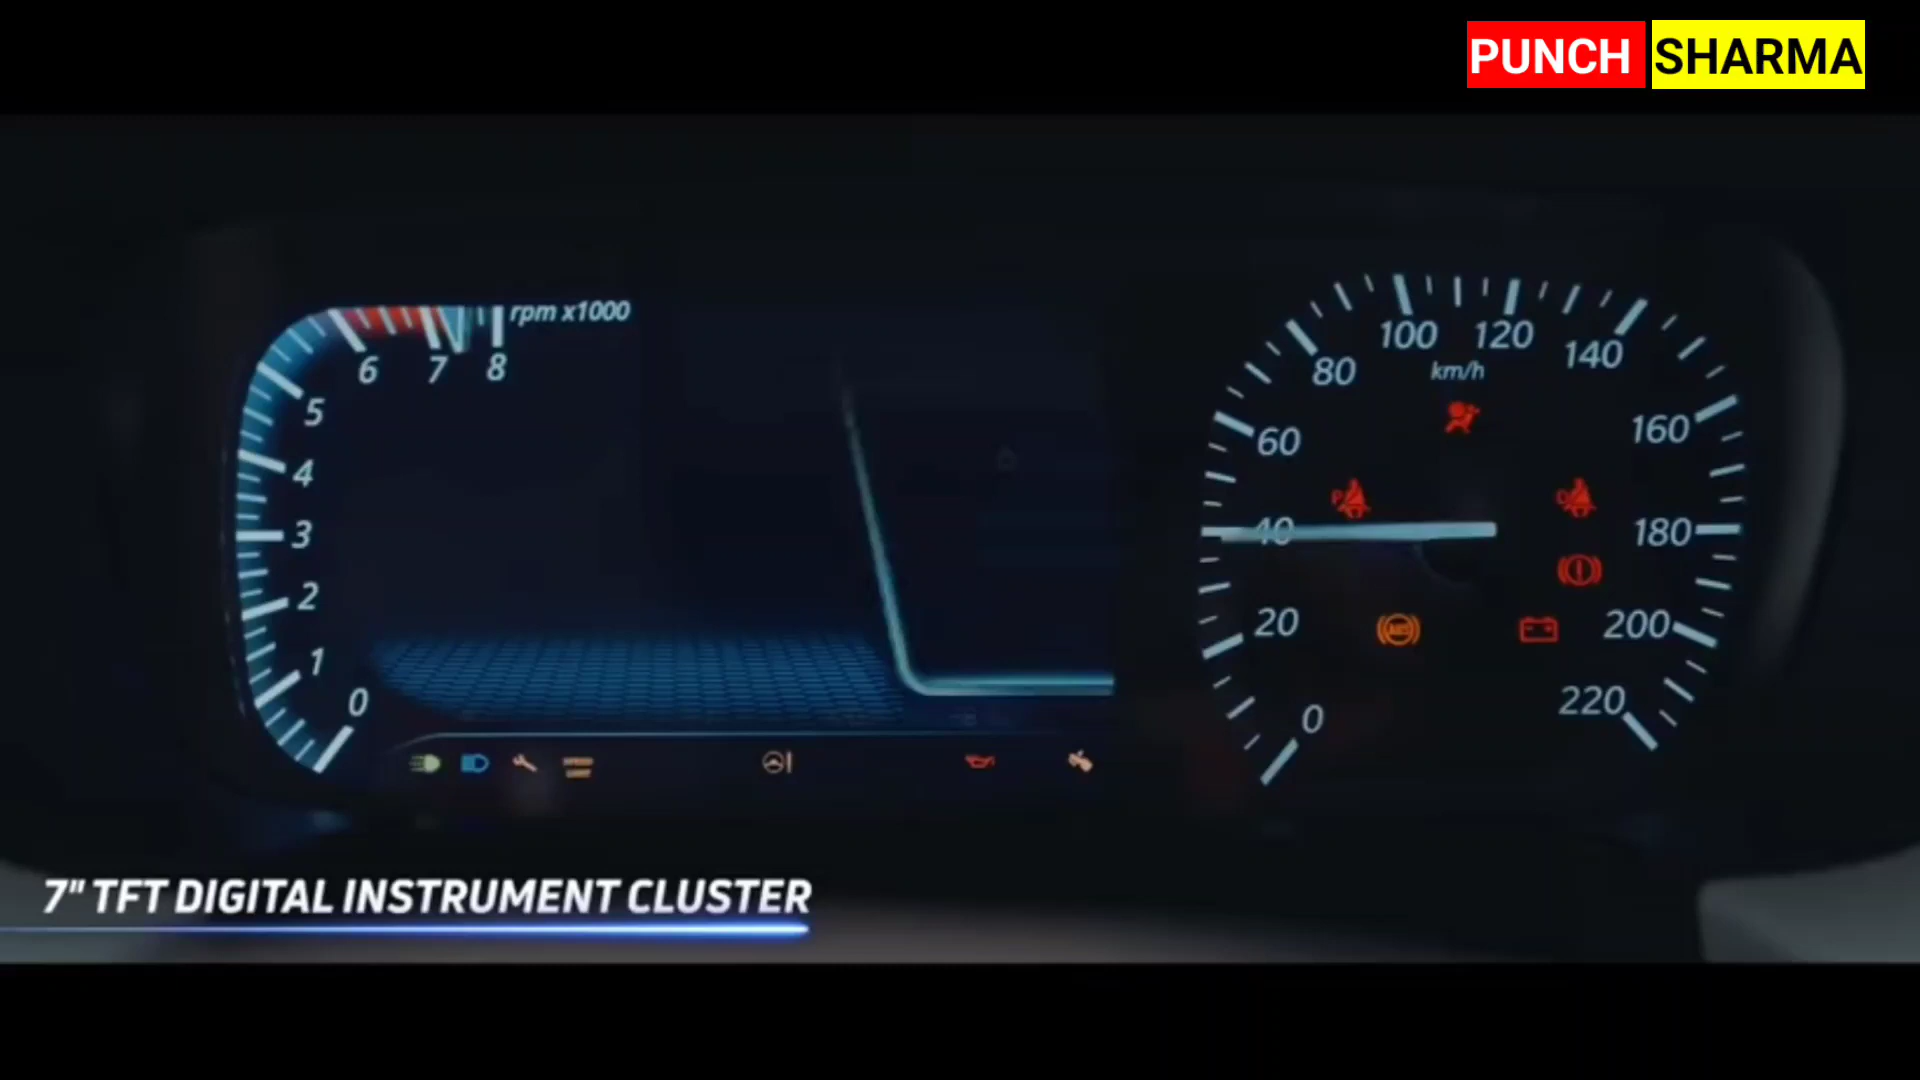 PUNCH SHARMA
rpm x1000
6 7 8
5
4
3
2
1
0
100 120
80 140
km/h
60 160
40 180
20 200
0 220
ABS
7" TFT DIGITAL INSTRUMENT CLUSTER